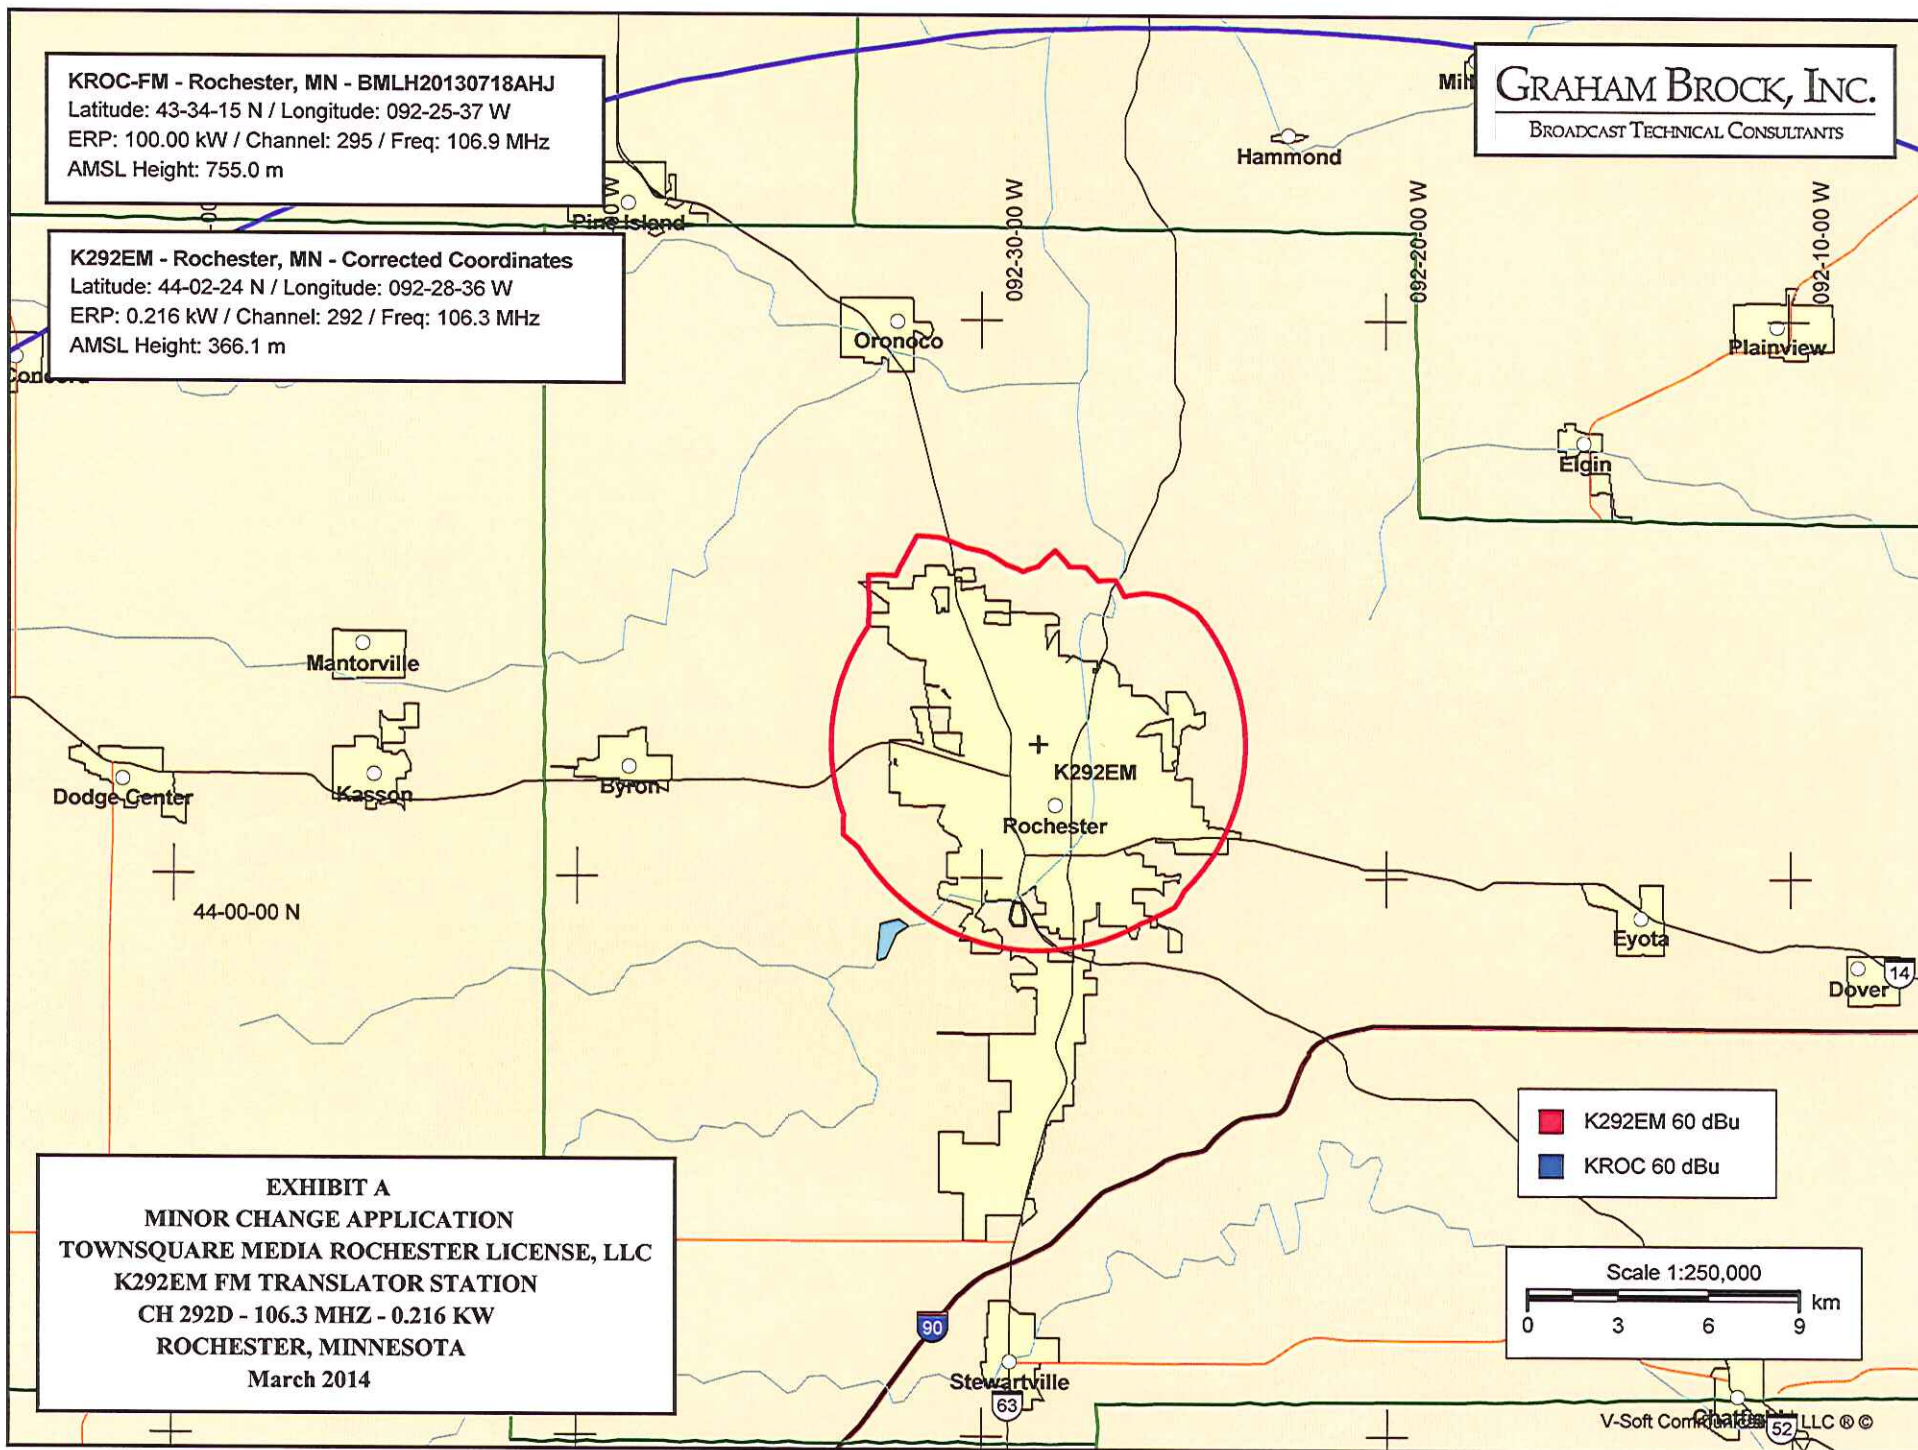 KROC-FM - Rochester, MN - BMLH20130718AHJ
Latitude: 43-34-15 N / Longitude: 092-25-37 W
ERP: 100.00 kW / Channel: 295 / Freq: 106.9 MHz
AMSL Height: 755.0 m
GRAHAM BROCK, INC.
BROADCAST TECHNICAL CONSULTANTS
Hammond
Pine Island
092-30-00 W
092-20-00 W
092-10-00 W
K292EM - Rochester, MN - Corrected Coordinates
Latitude: 44-02-24 N / Longitude: 092-28-36 W
ERP: 0.216 kW / Channel: 292 / Freq: 106.3 MHz
AMSL Height: 366.1 m
Oronoco
Plainview
Elgin
Mantorville
K292EM
Dodge Center
Kasson
Byron
Rochester
44-00-00 N
Eyota
Dover
14
K292EM 60 dBu
KROC 60 dBu
EXHIBIT A
MINOR CHANGE APPLICATION
TOWNSQUARE MEDIA ROCHESTER LICENSE, LLC
K292EM FM TRANSLATOR STATION
CH 292D - 106.3 MHZ - 0.216 KW
ROCHESTER, MINNESOTA
March 2014
Scale 1:250,000
km
0 3 6 9
90
Stewartville
63
V-Soft LLC ® ©
52